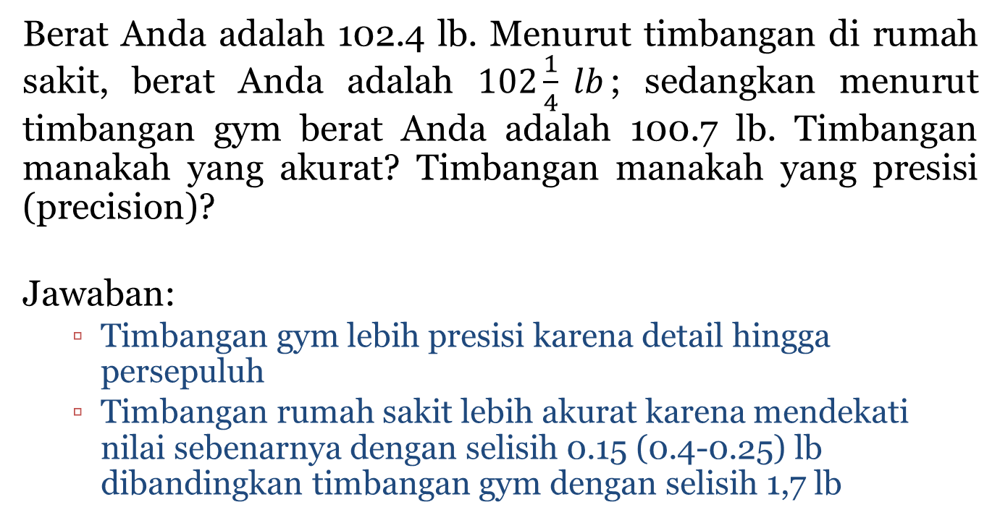 Berat Anda adalah 102.4 lb. Menurut timbangan di rumah
sakit, berat Anda adalah 102 1/4 lb; sedangkan menurut
timbangan gym berat Anda adalah 100.7 lb. Timbangan
manakah yang akurat? Timbangan manakah yang presisi
(precision)?
Jawaban:
▫ Timbangan gym lebih presisi karena detail hingga
persepuluh
▫ Timbangan rumah sakit lebih akurat karena mendekati
nilai sebenarnya dengan selisih 0.15 (0.4-0.25) lb
dibandingkan timbangan gym dengan selisih 1,7 lb